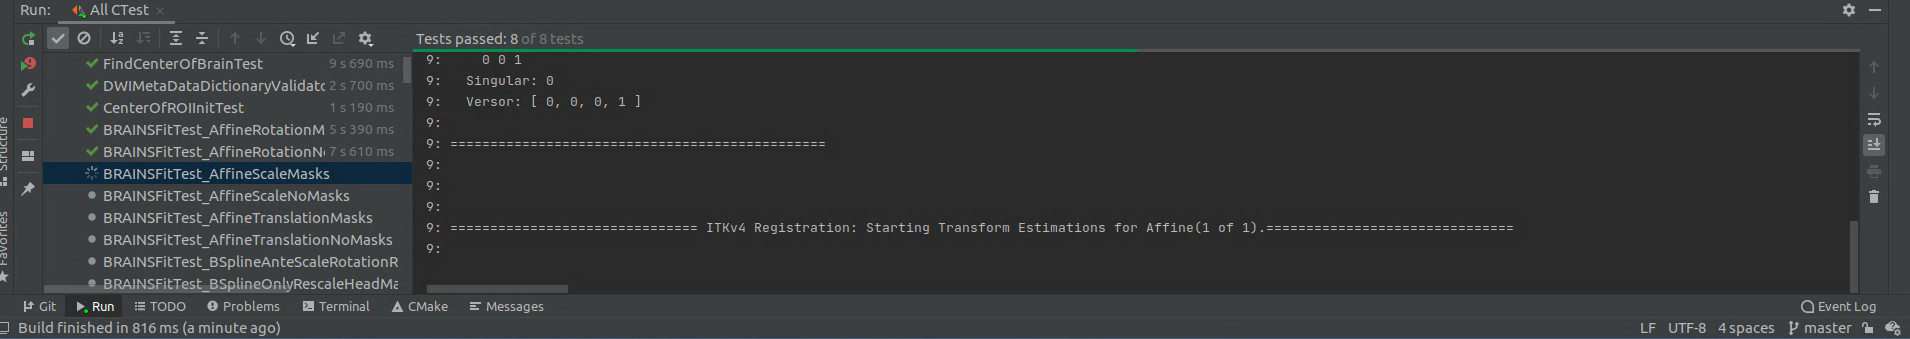 Run: All CTest
Tests passed: 8 of 8 tests
FindCenterOfBrainTest 9 s 690 ms
DWIMetaDataDictionaryValidato 2 s 700 ms
CenterOfROIInitTest 1 s 190 ms
BRAINSFitTest_AffineRotationM 5 s 390 ms
BRAINSFitTest_AffineRotationNo 7 s 610 ms
BRAINSFitTest_AffineScaleMasks
BRAINSFitTest_AffineScaleNoMasks
BRAINSFitTest_AffineTranslationMasks
BRAINSFitTest_AffineTranslationNoMasks
BRAINSFitTest_BSplineAnteScaleRotationR
BRAINSFitTest_BSplineOnlyRescaleHeadMa
9: 0 0 1
9: Singular: 0
9: Versor: [ 0, 0, 0, 1 ]
9:
9: ===============================================
9:
9:
9:
9: =============================== ITKv4 Registration: Starting Transform Estimations for Affine(1 of 1).===============================
9:
Structure
Favorites
Git Run TODO Problems Terminal CMake Messages Event Log
Build finished in 816 ms (a minute ago) LF UTF-8 4 spaces master